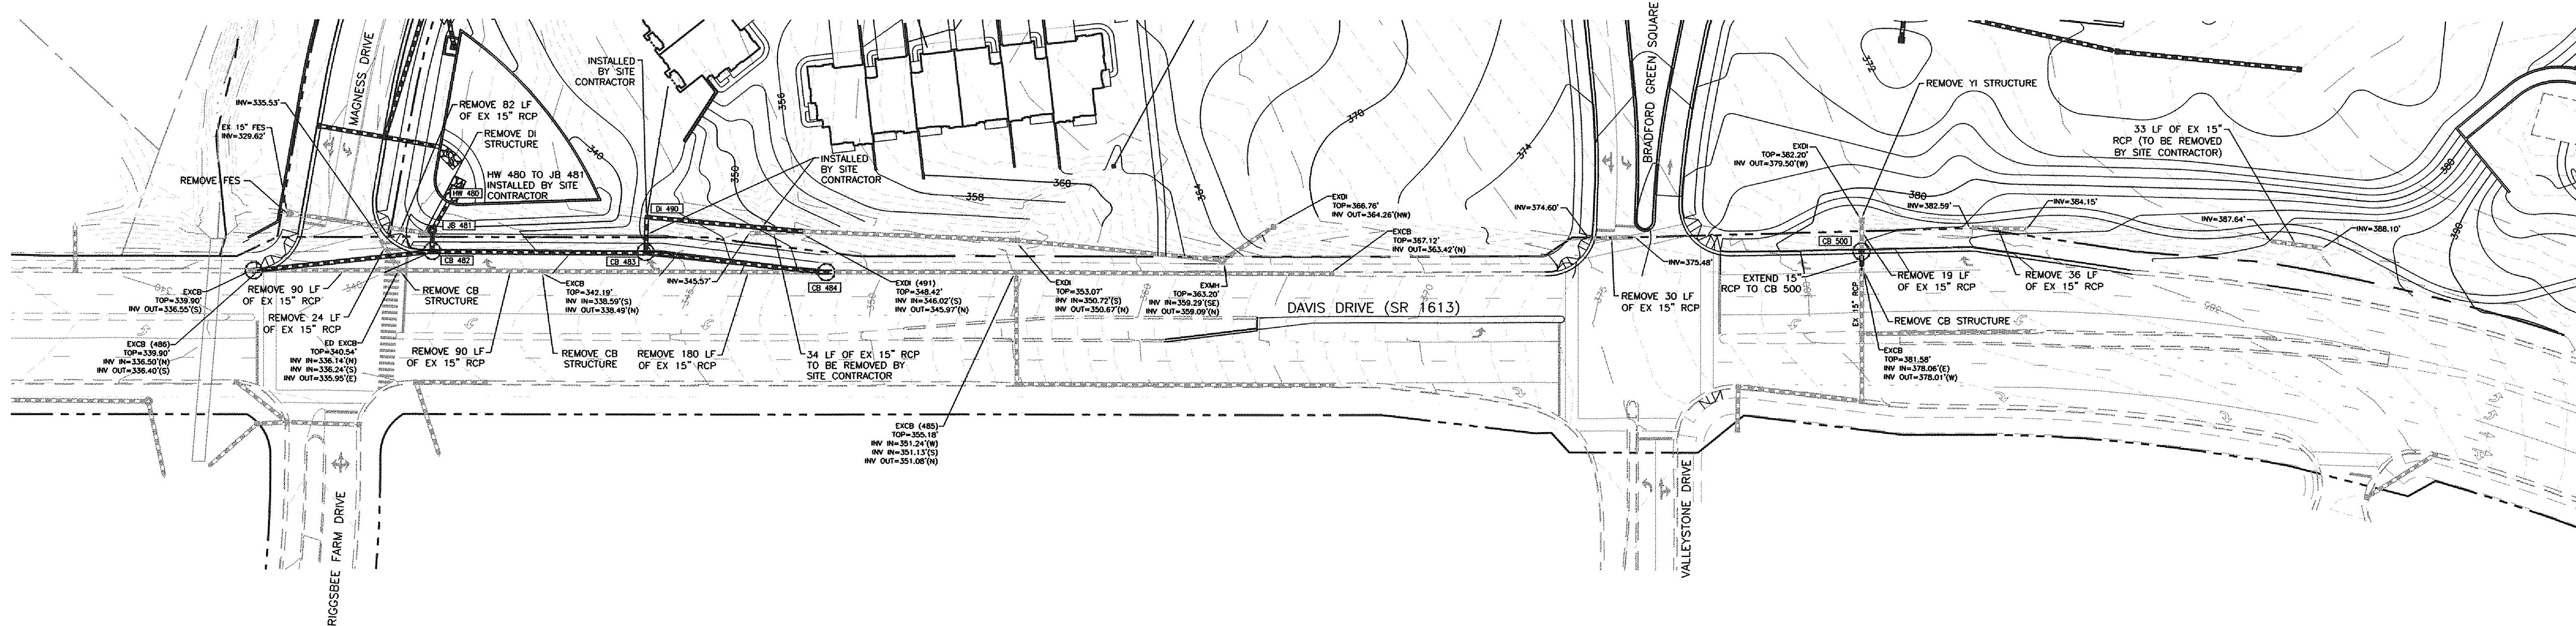 MAGNESS DRIVE
INV=335.53'
EX 15" FES
INV=329.62'
REMOVE FES
REMOVE 82 LF
OF EX 15" RCP
REMOVE DI
STRUCTURE
HW 480 TO JB 481
INSTALLED BY SITE
CONTRACTOR
HW 480
340
JB 481
CB 482
INSTALLED
BY SITE
CONTRACTOR
DI 490
CB 483
356
350
358
360
364
370
374
INSTALLED
BY SITE
CONTRACTOR
CB 484
EXCB
TOP=339.90'
INV OUT=336.55'(S)
REMOVE 90 LF
OF EX 15" RCP
REMOVE 24 LF
OF EX 15" RCP
REMOVE CB
STRUCTURE
EXCB
TOP=342.19'
INV IN=338.59'(S)
INV OUT=338.49'(N)
INV=345.57'
EXCB (486)
TOP=339.90'
INV IN=336.50'(N)
INV OUT=336.40'(S)
ED EXCB
TOP=340.54'
INV IN=336.14'(N)
INV IN=336.24'(S)
INV OUT=335.95'(E)
REMOVE 90 LF
OF EX 15" RCP
REMOVE CB
STRUCTURE
REMOVE 180 LF
OF EX 15" RCP
34 LF OF EX 15" RCP
TO BE REMOVED BY
SITE CONTRACTOR
EXDI (491)
TOP=348.42'
INV IN=346.02'(S)
INV OUT=345.97'(N)
EXCB (485)
TOP=355.18'
INV IN=351.24'(W)
INV IN=351.13'(S)
INV OUT=351.08'(N)
EXDI
TOP=353.07'
INV IN=350.72'(S)
INV OUT=350.67'(N)
EXMH
TOP=363.20'
INV IN=359.29'(SE)
INV OUT=359.09'(N)
EXDI
TOP=366.76'
INV OUT=364.26'(NW)
EXCB
TOP=367.12'
INV OUT=363.42'(N)
DAVIS DRIVE (SR 1613)
RIGGSBEE FARM DRIVE
BRADFORD GREEN SQUARE
INV=374.60'
INV=375.48'
REMOVE 30 LF
OF EX 15" RCP
VALLEYSTONE DRIVE
372
REMOVE YI STRUCTURE
EXDI
TOP=382.20'
INV OUT=379.50'(W)
380
INV=382.59'
INV=384.15'
CB 500
EXTEND 15"
RCP TO CB 500
EX 15" RCP
REMOVE 19 LF
OF EX 15" RCP
REMOVE 36 LF
OF EX 15" RCP
REMOVE CB STRUCTURE
EXCB
TOP=381.58'
INV IN=378.06'(E)
INV OUT=378.01'(W)
33 LF OF EX 15"
RCP (TO BE REMOVED
BY SITE CONTRACTOR)
INV=387.64'
INV=388.10'
380
390
385